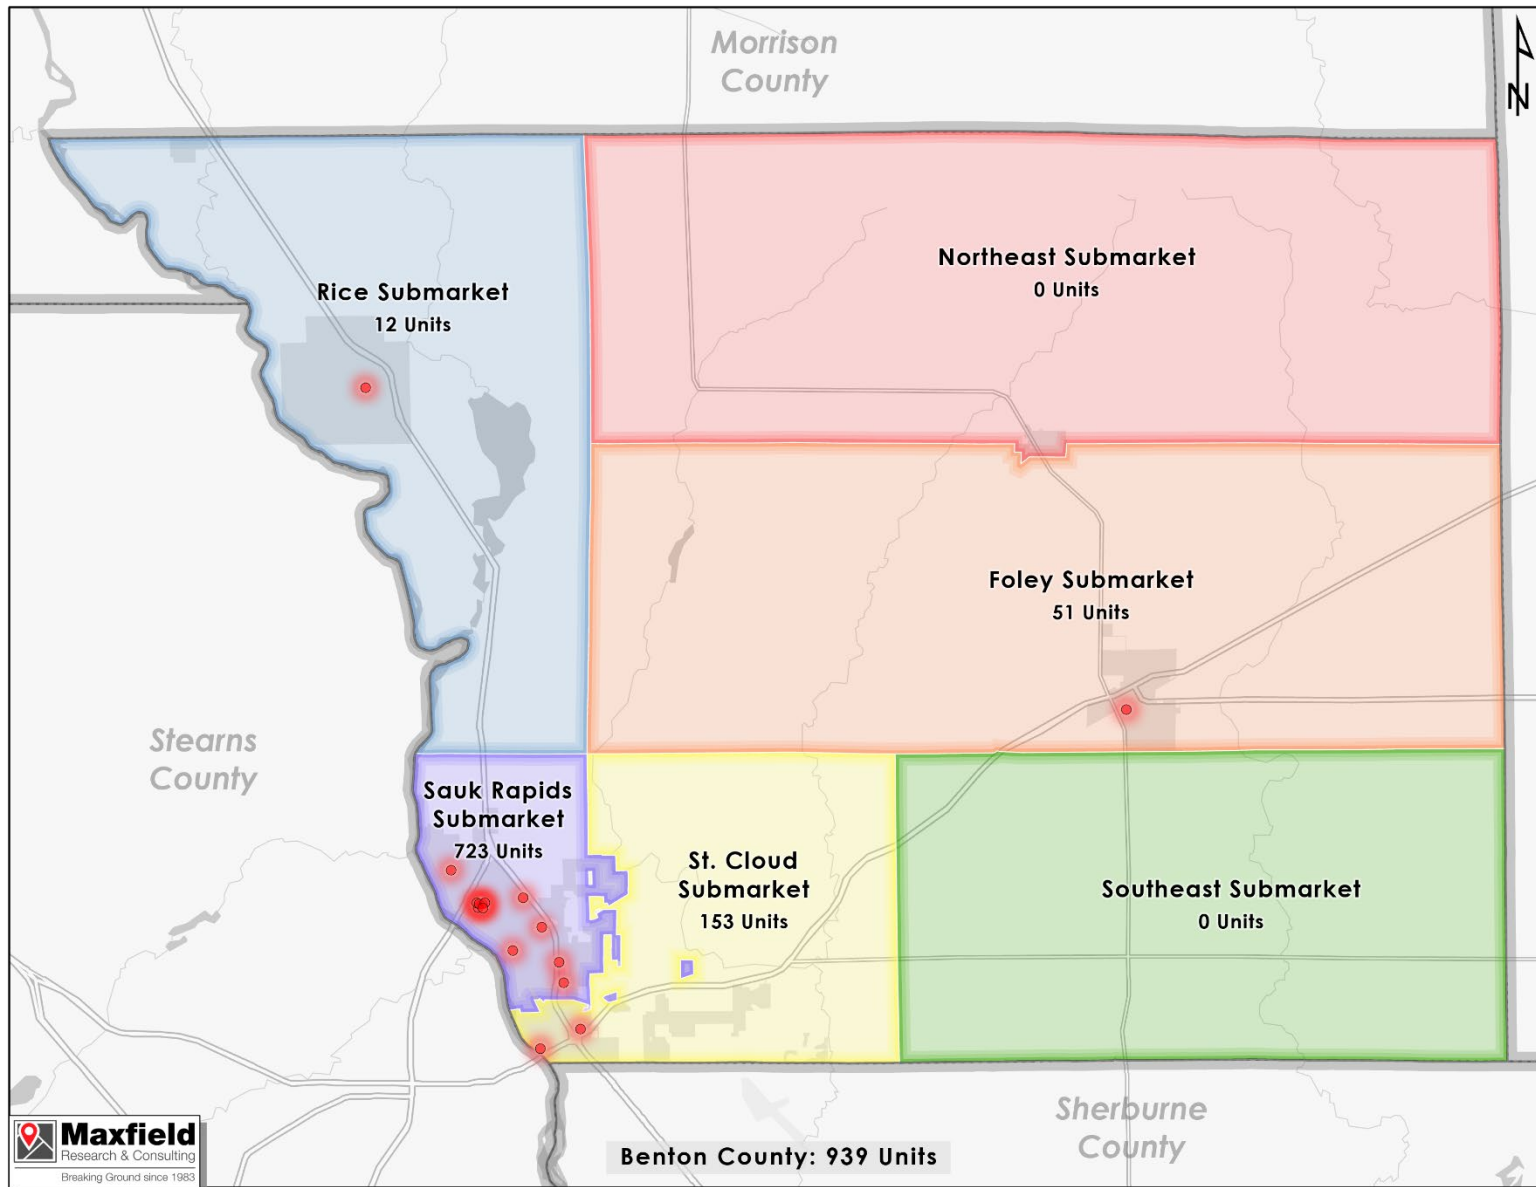 Morrison
County
N
Northeast Submarket
0 Units
Rice Submarket
12 Units
Foley Submarket
51 Units
Stearns
County
Sauk Rapids
Submarket
723 Units
St. Cloud
Submarket
153 Units
Southeast Submarket
0 Units
Sherburne
County
Maxfield
Research & Consulting
Breaking Ground since 1983
Benton County: 939 Units